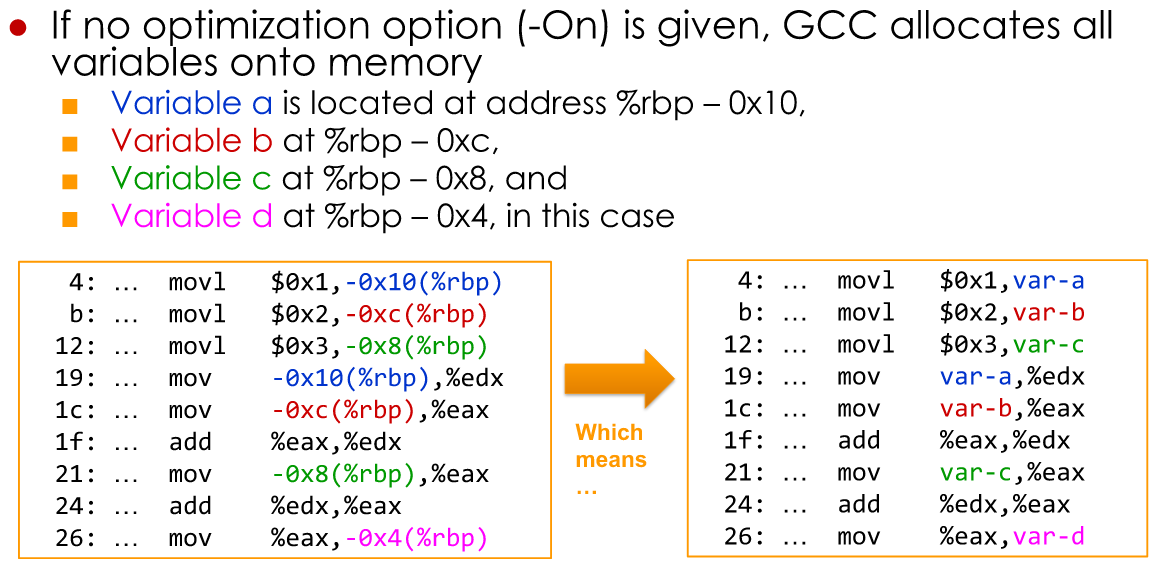 ● If no optimization option (-On) is given, GCC allocates all
variables onto memory
■ Variable a is located at address %rbp – 0x10,
■ Variable b at %rbp – 0xc,
■ Variable c at %rbp – 0x8, and
■ Variable d at %rbp – 0x4, in this case
4: … movl $0x1,-0x10(%rbp)
b: … movl $0x2,-0xc(%rbp)
12: … movl $0x3,-0x8(%rbp)
19: … mov -0x10(%rbp),%edx
1c: … mov -0xc(%rbp),%eax
1f: … add %eax,%edx
21: … mov -0x8(%rbp),%eax
24: … add %edx,%eax
26: … mov %eax,-0x4(%rbp)
Which
means
…
4: … movl $0x1,var-a
b: … movl $0x2,var-b
12: … movl $0x3,var-c
19: … mov var-a,%edx
1c: … mov var-b,%eax
1f: … add %eax,%edx
21: … mov var-c,%eax
24: … add %edx,%eax
26: … mov %eax,var-d